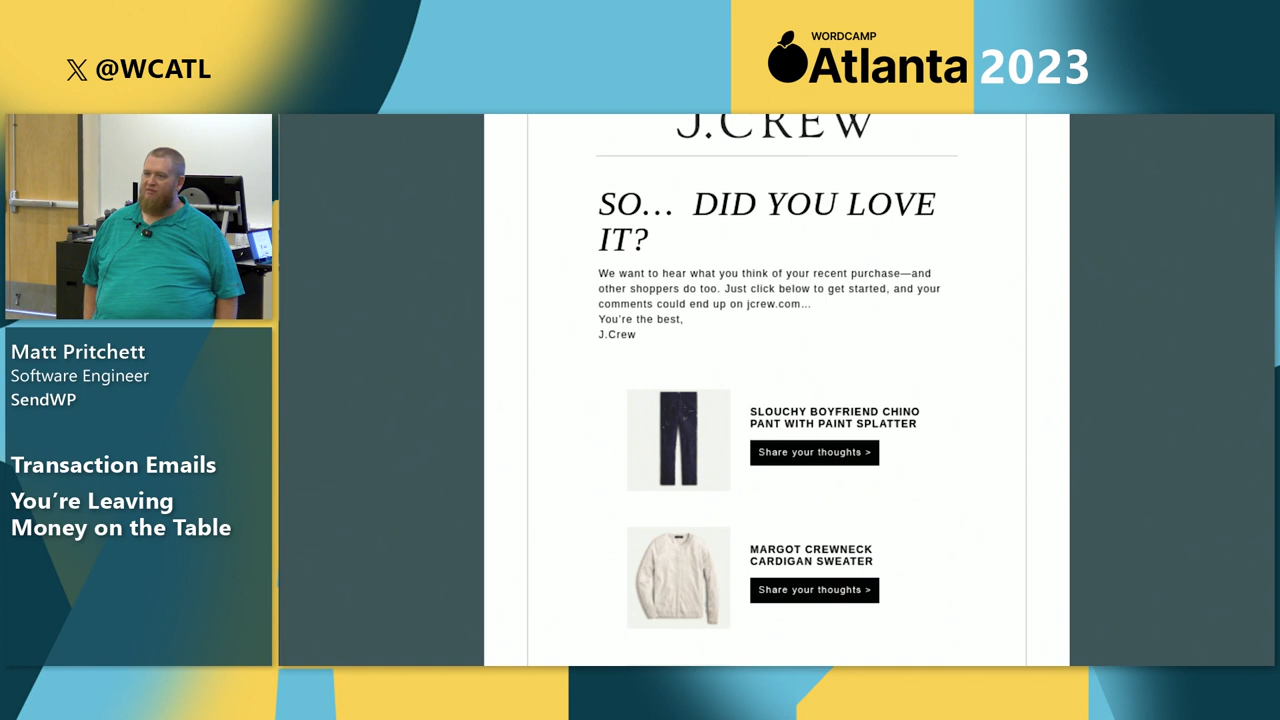 𝕏 @WCATL
WORDCAMP
Atlanta 2023
J.CREW
SO... DID YOU LOVE
IT?
We want to hear what you think of your recent purchase—and
other shoppers do too. Just click below to get started, and your
comments could end up on jcrew.com...
You're the best,
J.Crew
SLOUCHY BOYFRIEND CHINO
PANT WITH PAINT SPLATTER
Share your thoughts >
MARGOT CREWNECK
CARDIGAN SWEATER
Share your thoughts >
Matt Pritchett
Software Engineer
SendWP
Transaction Emails
You’re Leaving
Money on the Table